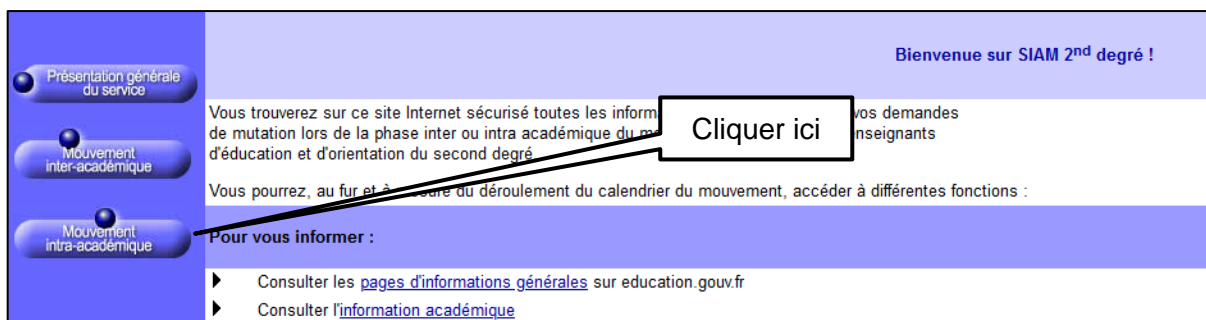 Bienvenue sur SIAM 2nd degré !
Présentation générale
du service
Mouvement
inter-académique
Mouvement
intra-académique
Vous trouverez sur ce site Internet sécurisé toutes les vos demandes
de mutation lors de la phase inter ou intra académique du
d'éducation et d'orientation du second degré
Cliquer ici
Vous pourrez, au fur et à du déroulement du calendrier du mouvement, accéder à différentes fonctions :
Pour vous informer :
Consulter les pages d'informations générales sur education.gouv.fr
Consulter l'information académique